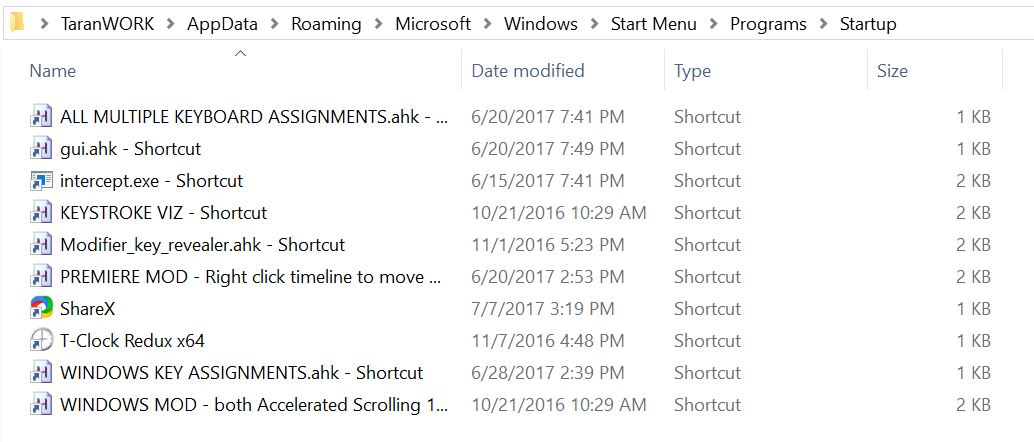 TaranWORK > AppData > Roaming > Microsoft > Windows > Start Menu > Programs > Startup
Name Date modified Type Size
ALL MULTIPLE KEYBOARD ASSIGNMENTS.ahk - ... 6/20/2017 7:41 PM Shortcut 1 KB
gui.ahk - Shortcut 6/20/2017 7:49 PM Shortcut 1 KB
intercept.exe - Shortcut 6/15/2017 7:41 PM Shortcut 2 KB
KEYSTROKE VIZ - Shortcut 10/21/2016 10:29 AM Shortcut 2 KB
Modifier_key_revealer.ahk - Shortcut 11/1/2016 5:23 PM Shortcut 2 KB
PREMIERE MOD - Right click timeline to move ... 6/20/2017 2:53 PM Shortcut 2 KB
ShareX 7/7/2017 3:19 PM Shortcut 1 KB
T-Clock Redux x64 11/7/2016 4:48 PM Shortcut 1 KB
WINDOWS KEY ASSIGNMENTS.ahk - Shortcut 6/28/2017 2:39 PM Shortcut 1 KB
WINDOWS MOD - both Accelerated Scrolling 1... 10/21/2016 10:29 AM Shortcut 2 KB